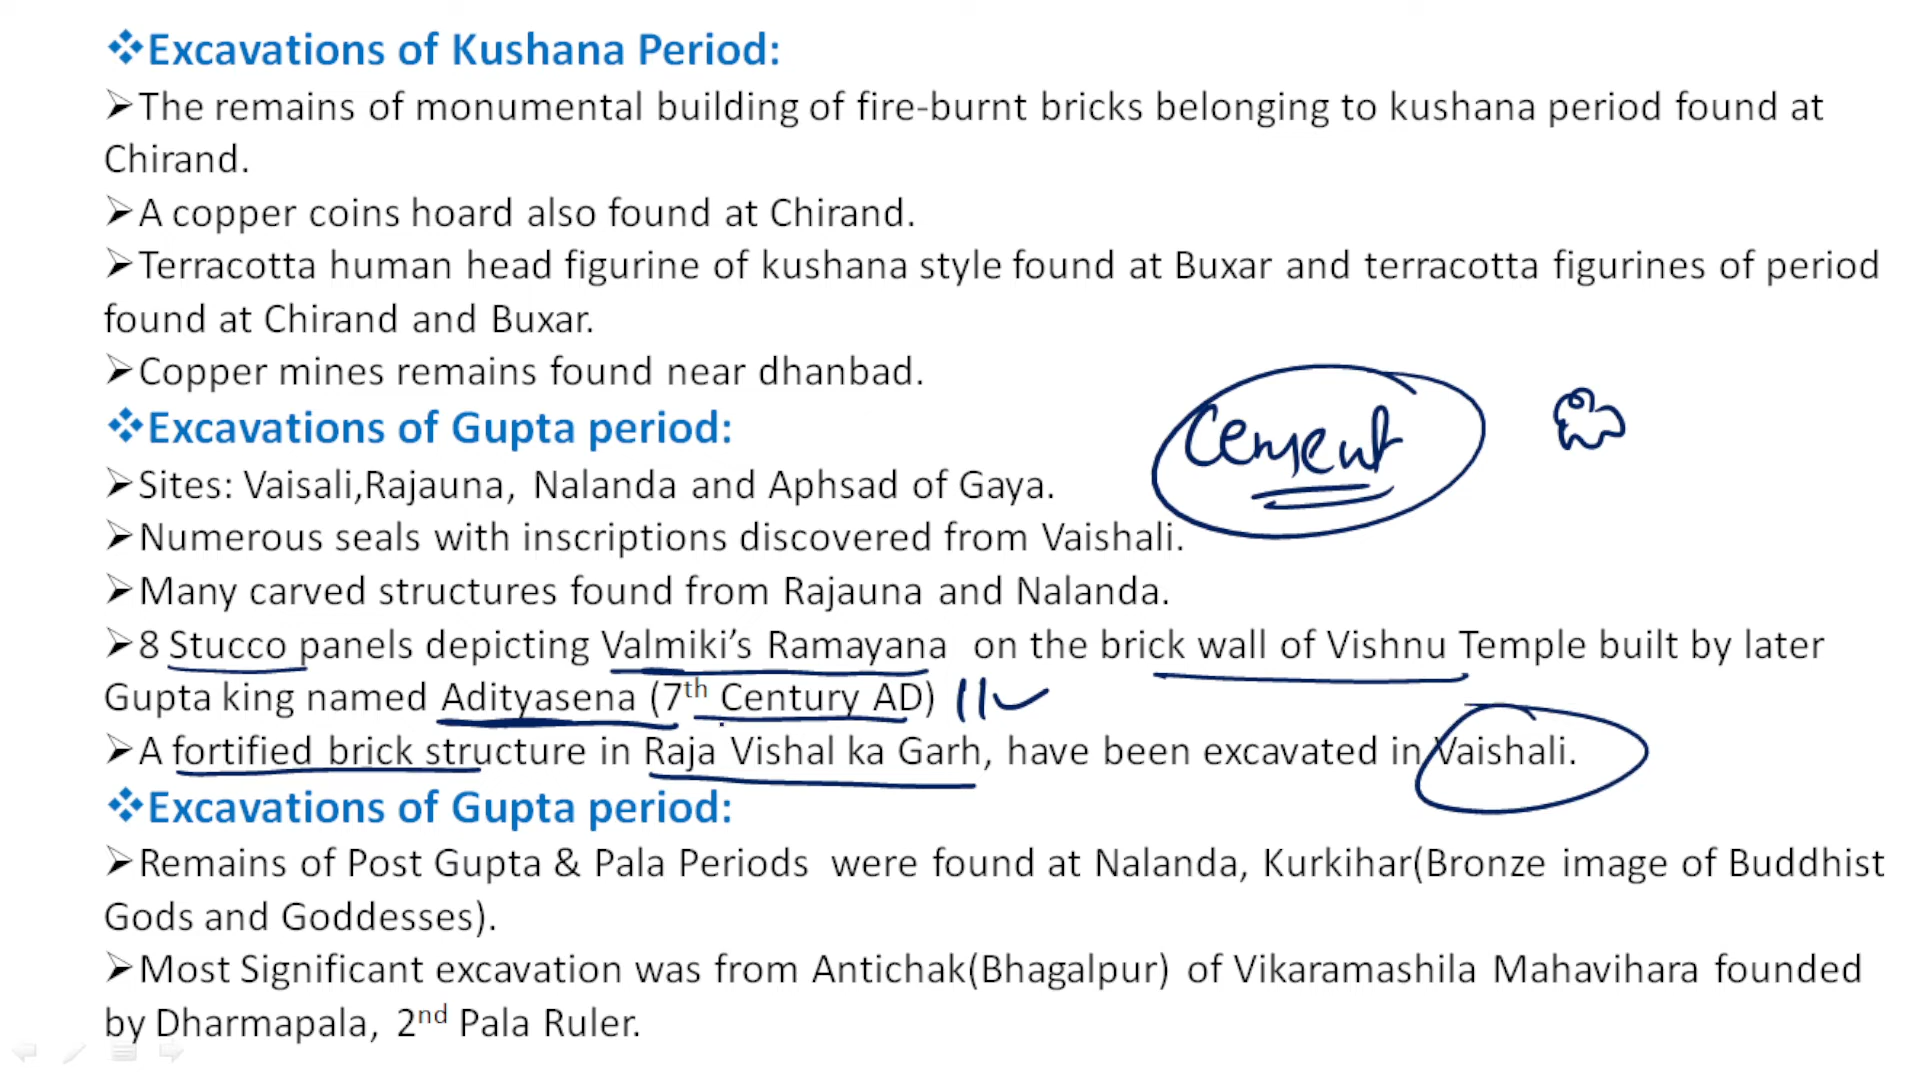 ❖Excavations of Kushana Period:
➢The remains of monumental building of fire-burnt bricks belonging to kushana period found at
Chirand.
➢A copper coins hoard also found at Chirand.
➢Terracotta human head figurine of kushana style found at Buxar and terracotta figurines of period
found at Chirand and Buxar.
➢Copper mines remains found near dhanbad.
❖Excavations of Gupta period:
Cement
➢Sites: Vaisali,Rajauna, Nalanda and Aphsad of Gaya.
➢Numerous seals with inscriptions discovered from Vaishali.
➢Many carved structures found from Rajauna and Nalanda.
➢8 Stucco panels depicting Valmiki’s Ramayana on the brick wall of Vishnu Temple built by later
Gupta king named Adityasena (7th Century AD)
➢A fortified brick structure in Raja Vishal ka Garh, have been excavated in Vaishali.
❖Excavations of Gupta period:
➢Remains of Post Gupta & Pala Periods were found at Nalanda, Kurkihar(Bronze image of Buddhist
Gods and Goddesses).
➢Most Significant excavation was from Antichak(Bhagalpur) of Vikaramashila Mahavihara founded
by Dharmapala, 2nd Pala Ruler.